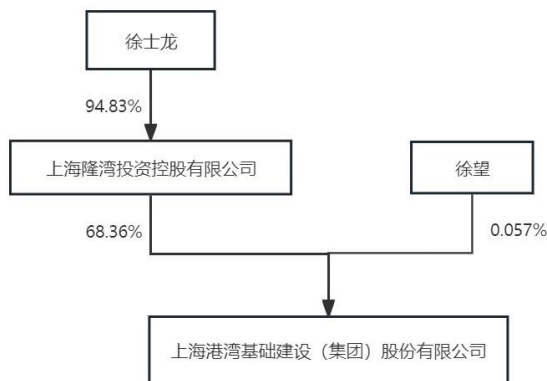 徐士龙
94.83%
上海隆湾投资控股有限公司
徐望
68.36%
0.057%
上海港湾基础建设（集团）股份有限公司